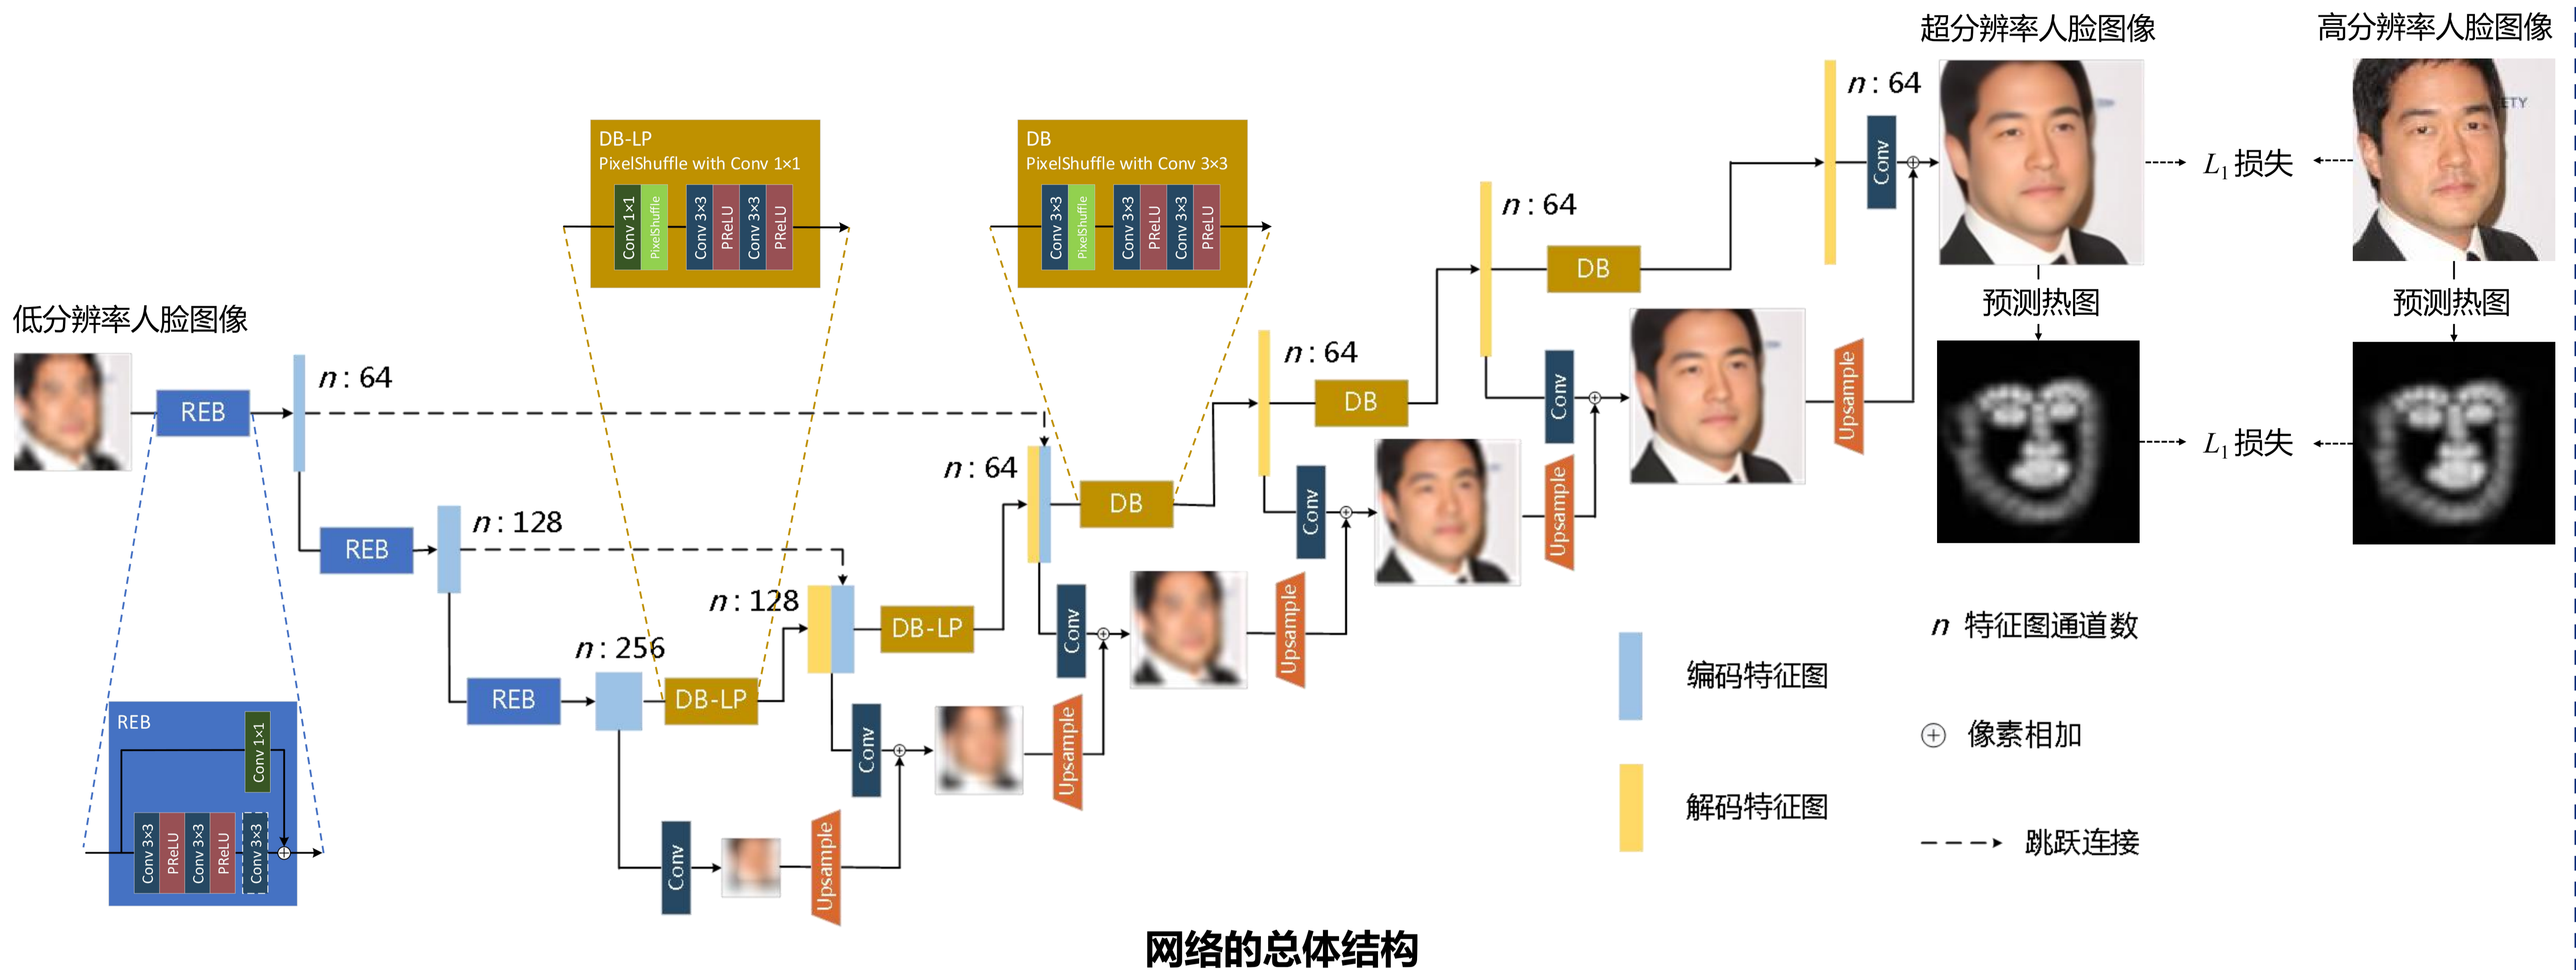 超分辨率人脸图像
高分辨率人脸图像
n: 64
ETY
Conv
L1 损失
DB-LP
PixelShuffle with Conv 1×1
Conv 1×1
PixelShuffle
Conv 3×3
PReLU
Conv 3×3
PReLU
DB
PixelShuffle with Conv 3×3
Conv 3×3
PixelShuffle
Conv 3×3
PReLU
Conv 3×3
PReLU
n: 64
DB
预测热图
预测热图
低分辨率人脸图像
n: 64
REB
n: 64
DB
Conv
Upsample
L1 损失
n: 64
DB
Conv
Upsample
n: 128
REB
n: 128
DB-LP
Conv
Upsample
n 特征图通道数
n: 256
REB
DB-LP
编码特征图
像素相加
REB
Conv 1×1
Conv 3×3
PReLU
Conv 3×3
PReLU
Conv 3×3
Conv
Upsample
解码特征图
跳跃连接
Conv
Upsample
网络的总体结构